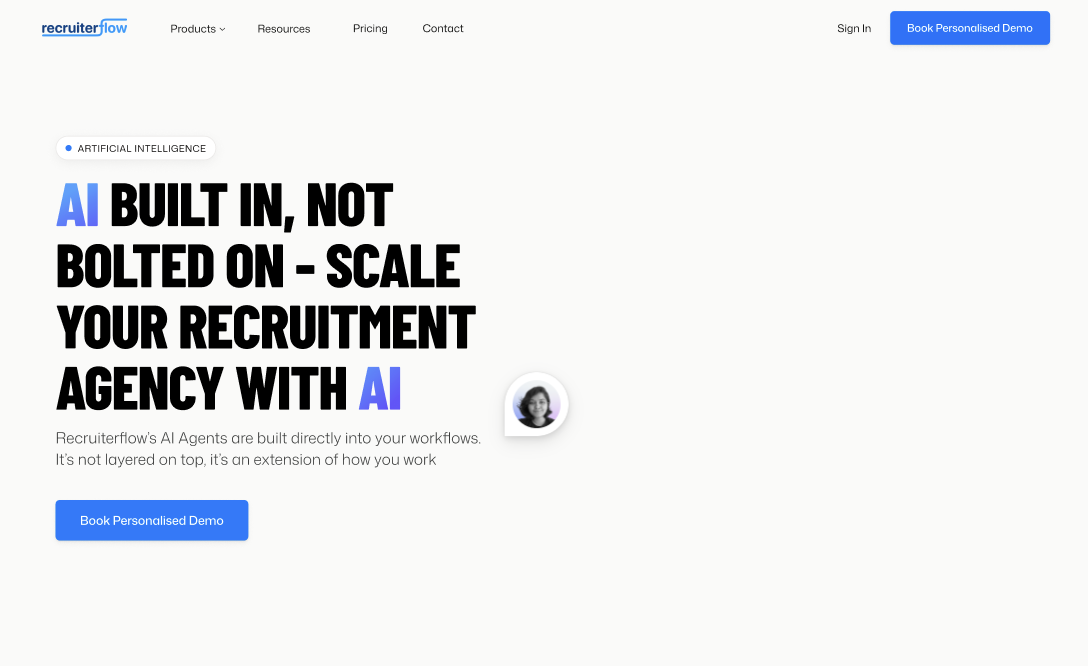 recruiterflow
Products
Resources
Pricing
Contact
Sign In
Book Personalised Demo
ARTIFICIAL INTELLIGENCE
AI BUILT IN, NOT
BOLTED ON – SCALE
YOUR RECRUITMENT
AGENCY WITH AI
Recruiterflow's AI Agents are built directly into your workflows.
It's not layered on top, it's an extension of how you work
Book Personalised Demo